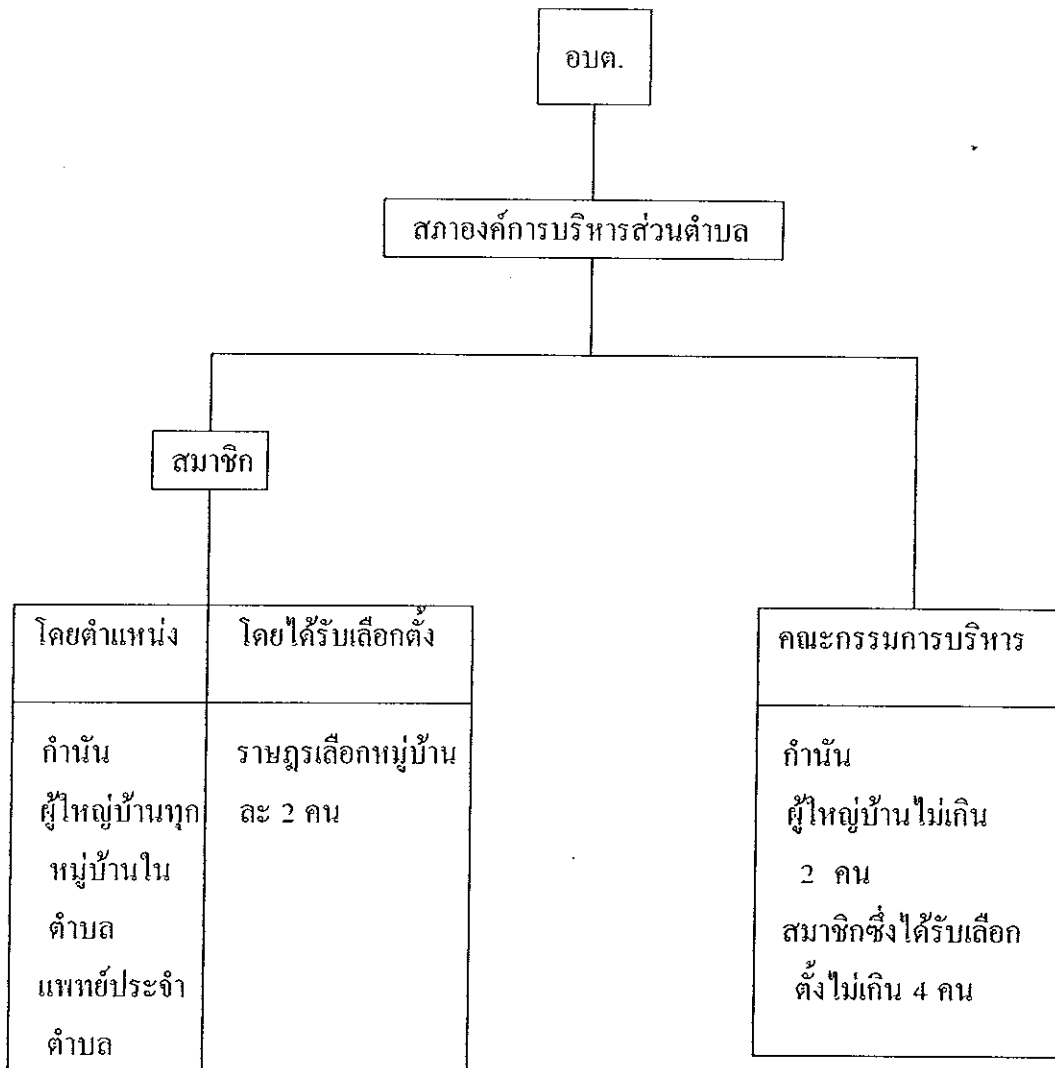 อบต.
สภาองค์การบริหารส่วนตำบล
สมาชิก
โดยตำแหน่ง
กำนัน
ผู้ใหญ่บ้านทุก
หมู่บ้านใน
ตำบล
แพทย์ประจำ
ตำบล
โดยได้รับเลือกตั้ง
ราษฎรเลือกหมู่บ้าน
ละ 2 คน
คณะกรรมการบริหาร
กำนัน
ผู้ใหญ่บ้านไม่เกิน
2 คน
สมาชิกซึ่งได้รับเลือก
ตั้งไม่เกิน 4 คน